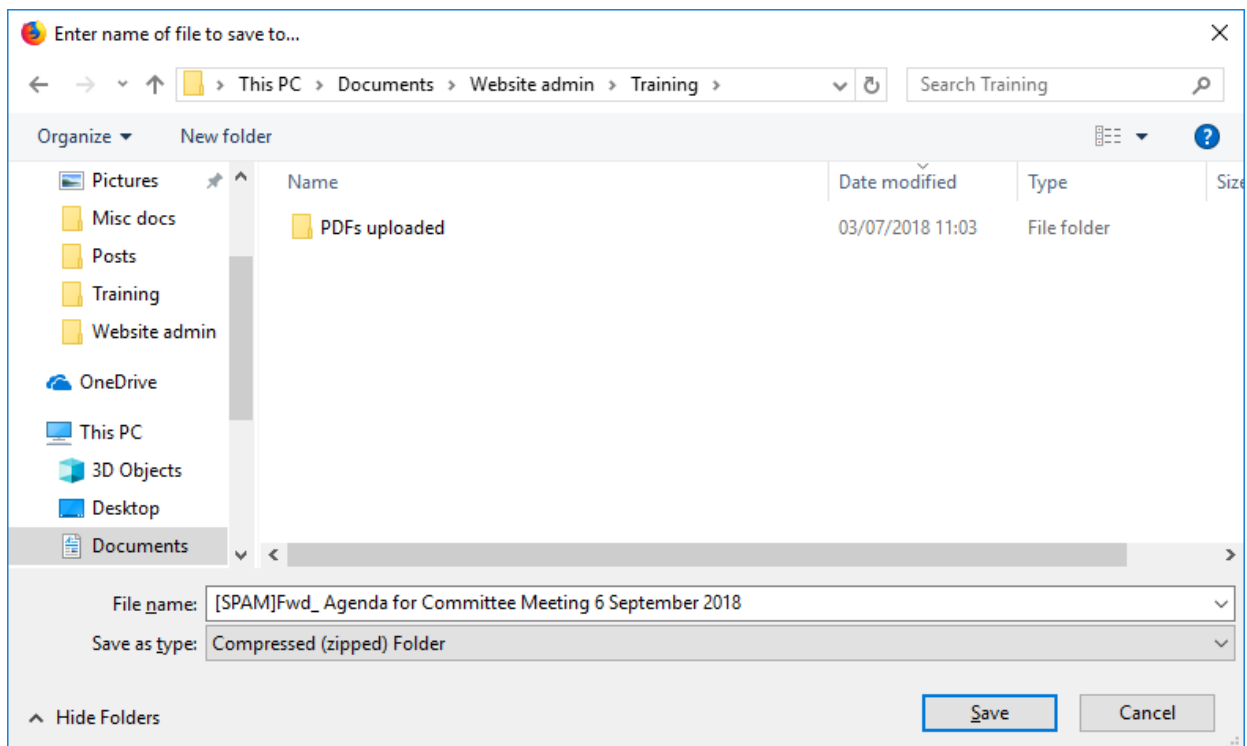 Enter name of file to save to...
This PC > Documents > Website admin > Training >
Search Training
Organize New folder
?
Name Date modified Type Size
PDFs uploaded 03/07/2018 11:03 File folder
Pictures
Misc docs
Posts
Training
Website admin
OneDrive
This PC
3D Objects
Desktop
Documents
File name: [SPAM]Fwd_ Agenda for Committee Meeting 6 September 2018
Save as type: Compressed (zipped) Folder
Hide Folders Save Cancel